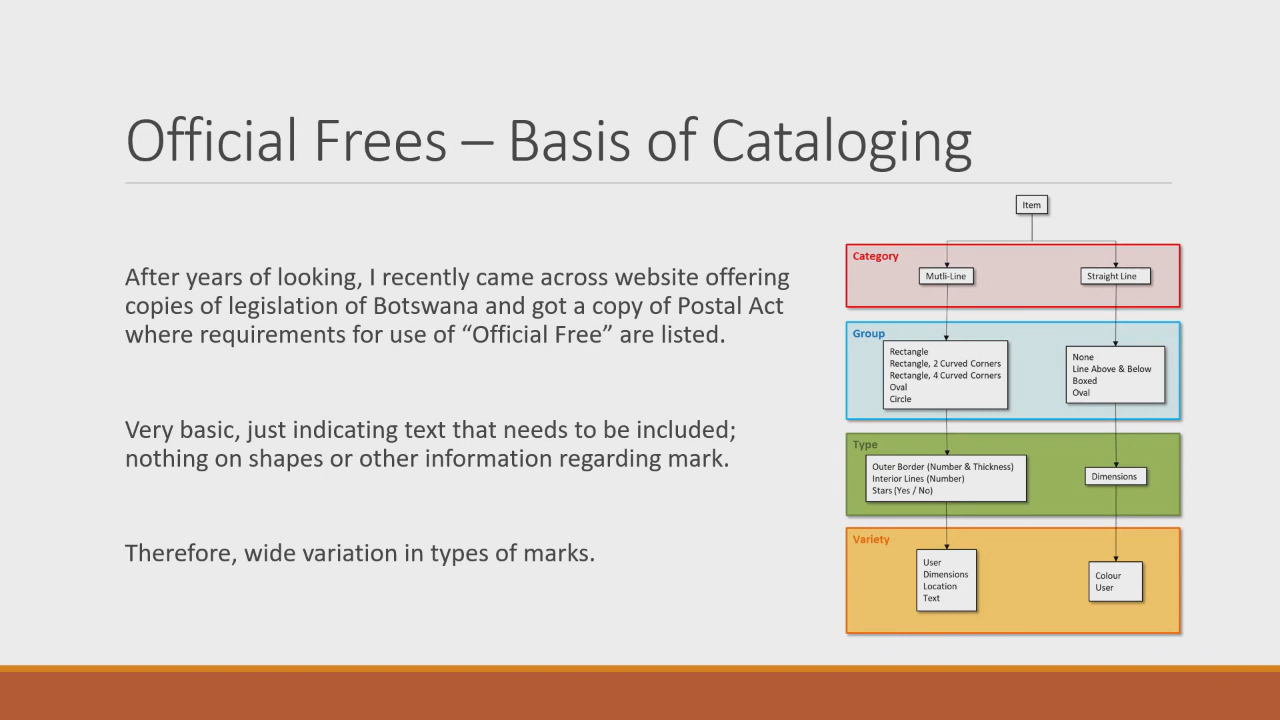 Official Frees – Basis of Cataloging
After years of looking, I recently came across website offering
copies of legislation of Botswana and got a copy of Postal Act
where requirements for use of “Official Free” are listed.
Very basic, just indicating text that needs to be included;
nothing on shapes or other information regarding mark.
Therefore, wide variation in types of marks.
Item
Category
Mutli-Line
Straight Line
Group
Rectangle
Rectangle, 2 Curved Corners
Rectangle, 4 Curved Corners
Oval
Circle
None
Line Above & Below
Boxed
Oval
Type
Outer Border (Number & Thickness)
Interior Lines (Number)
Stars (Yes / No)
Dimensions
Variety
User
Dimensions
Location
Text
Colour
User